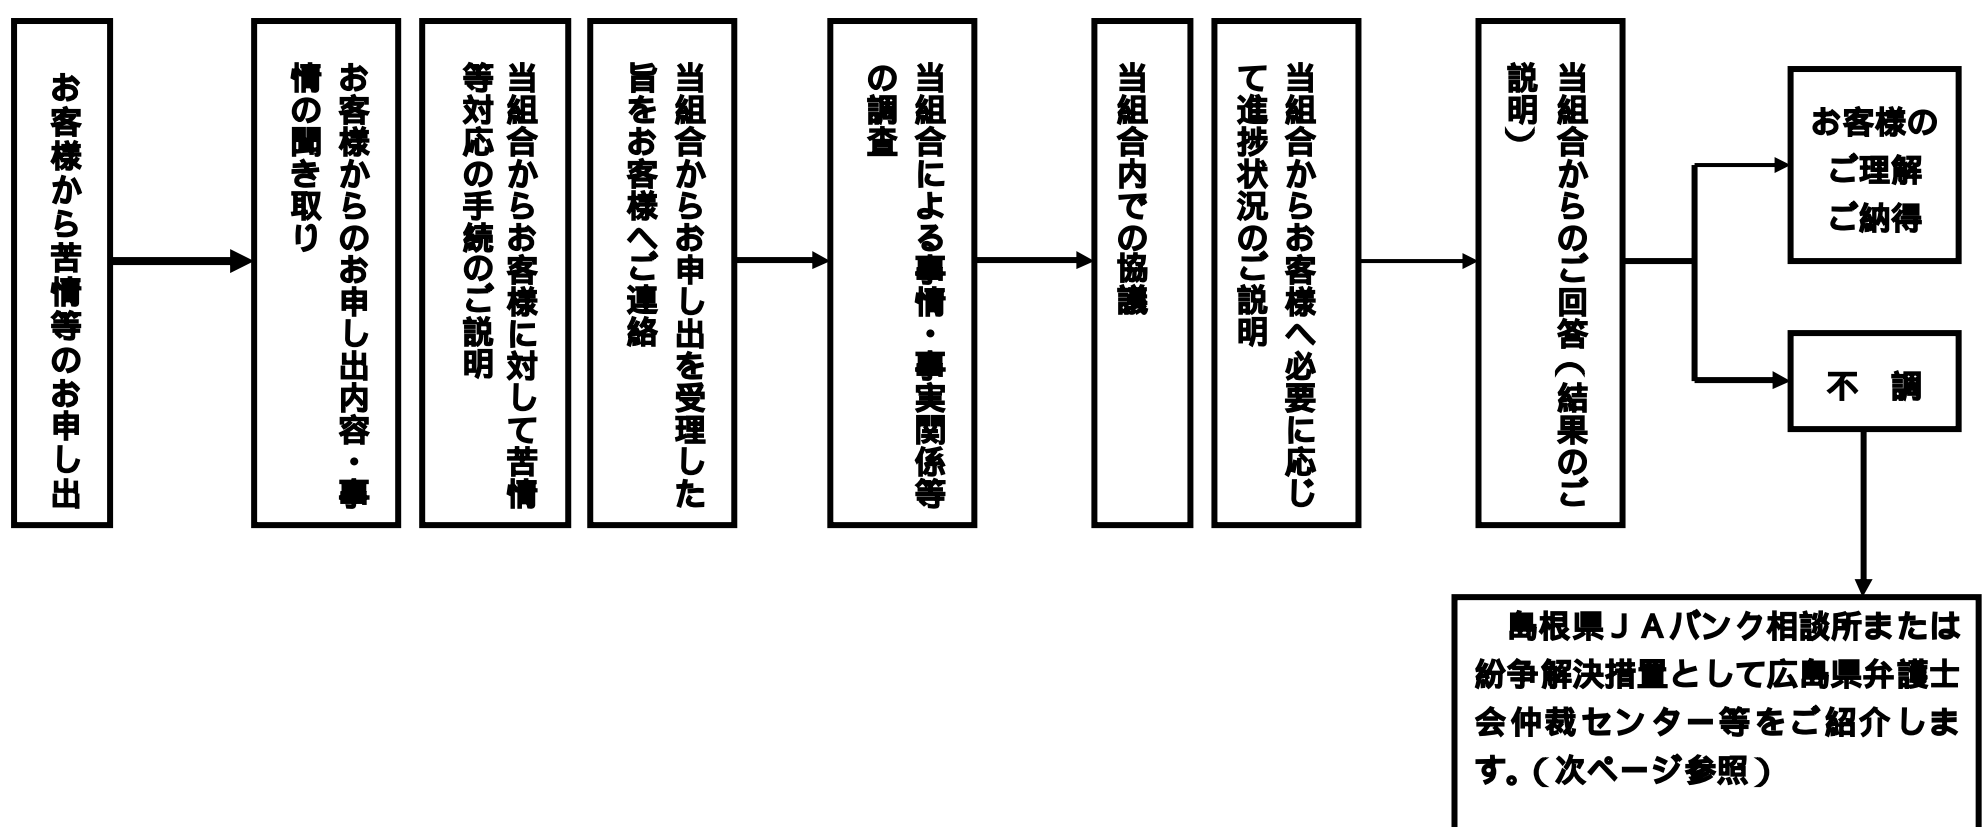 お客様から苦情等のお申し出
お客様からのお申し出内容・事
情の聞き取り
当組合からお客様に対して苦情
等対応の手続のご説明
当組合からお申し出を受理した
旨をお客様へご連絡
当組合による事情・事実関係等
の調査
当組合内での協議
当組合からお客様へ必要に応じ
て進捗状況のご説明
当組合からのご回答（結果のご
説明）
お客様の
ご理解
ご納得
不　調
島根県ＪＡバンク相談所または
紛争解決措置として広島県弁護士
会仲裁センター等をご紹介しま
す。（次ページ参照）